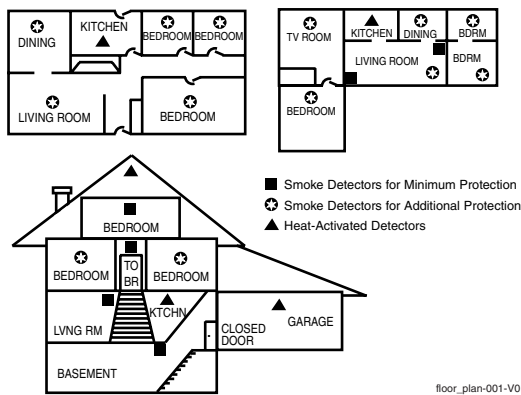 DINING
KITCHEN
BEDROOM
BEDROOM
LIVING ROOM
BEDROOM
TV ROOM
KITCHEN
DINING
BDRM
LIVING ROOM
BDRM
BEDROOM
Smoke Detectors for Minimum Protection
Smoke Detectors for Additional Protection
Heat-Activated Detectors
BEDROOM
BEDROOM
TO
BR
BEDROOM
LVNG RM
KTCHN
CLOSED
DOOR
GARAGE
BASEMENT
floor_plan-001-V0